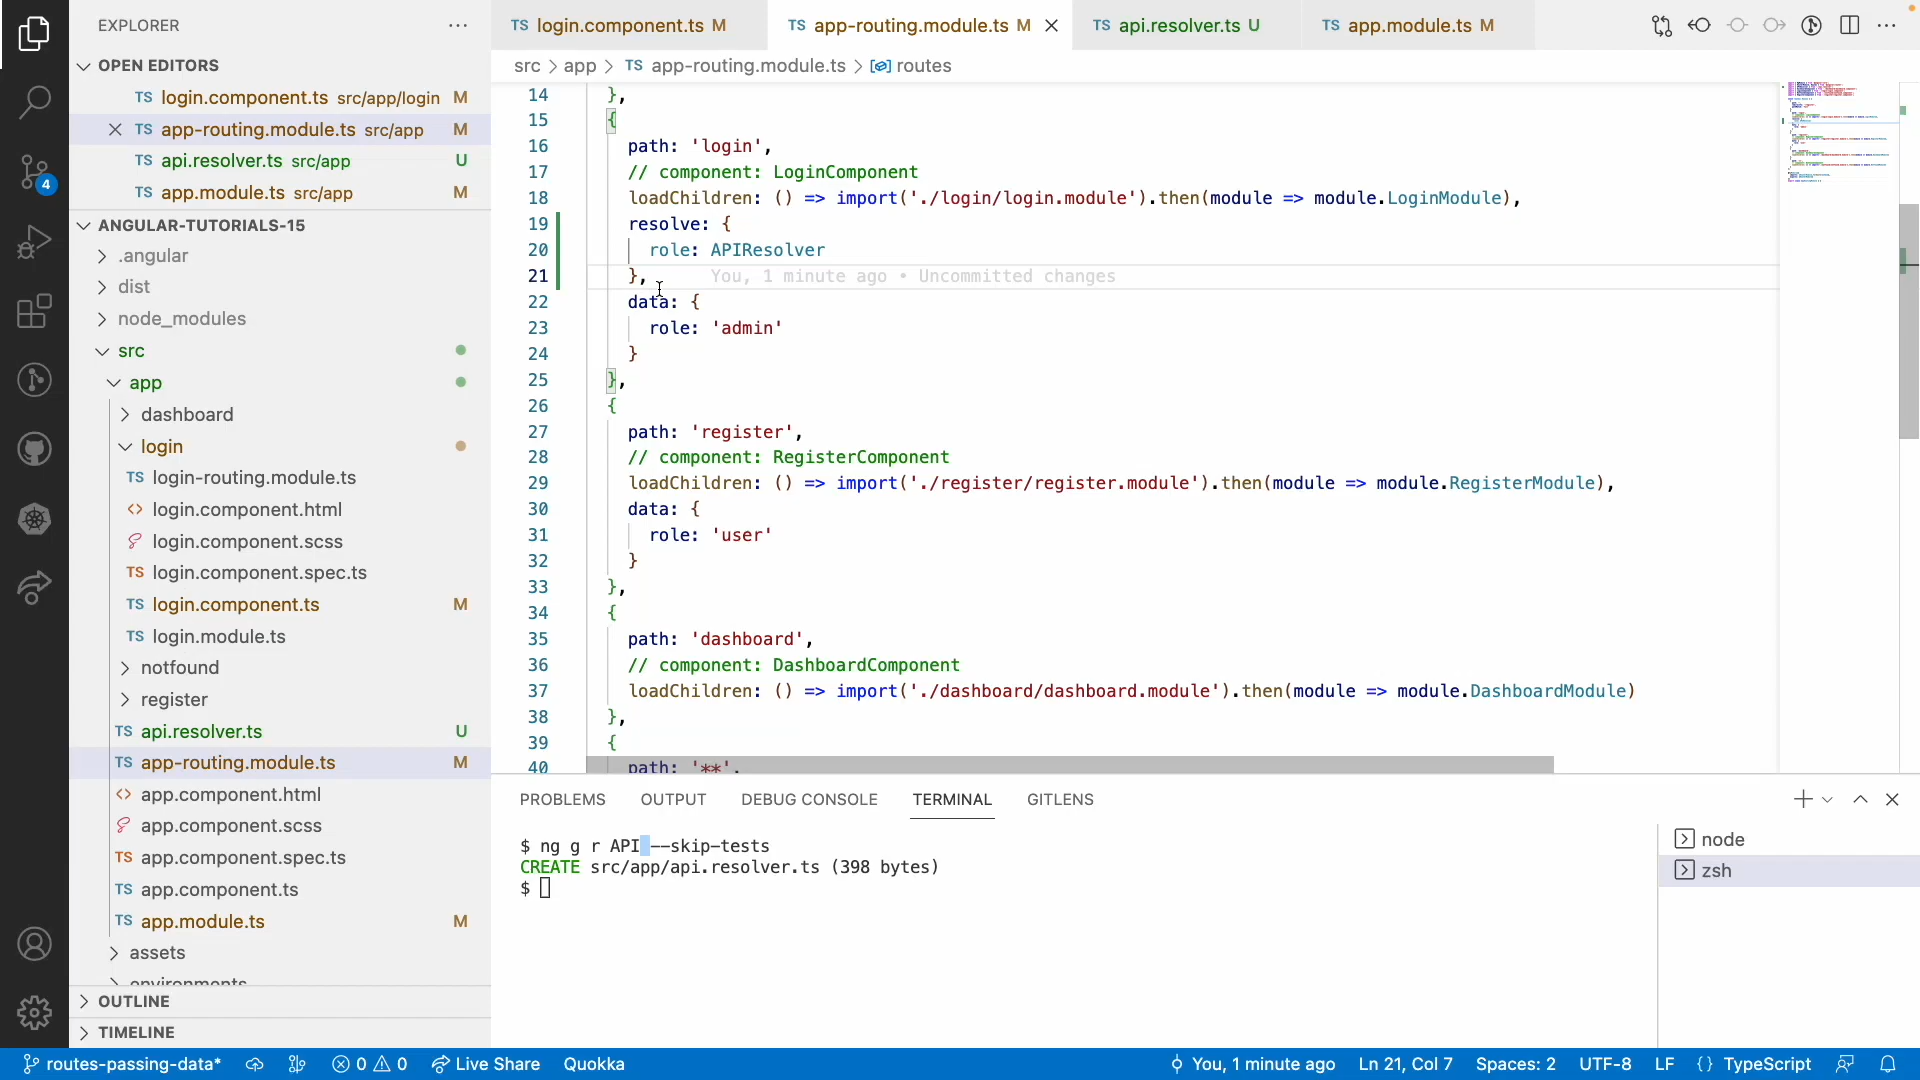 EXPLORER
OPEN EDITORS
TS login.component.ts src/app/login M
TS app-routing.module.ts src/app M
TS api.resolver.ts src/app U
TS app.module.ts src/app M
ANGULAR-TUTORIALS-15
.angular
dist
node_modules
src
app
dashboard
login
TS login-routing.module.ts
<> login.component.html
login.component.scss
TS login.component.spec.ts
TS login.component.ts M
TS login.module.ts
notfound
register
TS api.resolver.ts U
TS app-routing.module.ts M
<> app.component.html
app.component.scss
TS app.component.spec.ts
TS app.component.ts
TS app.module.ts M
assets
environments
OUTLINE
TIMELINE
4
TS login.component.ts M
TS app-routing.module.ts M
TS api.resolver.ts U
TS app.module.ts M
src > app > TS app-routing.module.ts > routes
14 },
15 {
16 path: 'login',
17 // component: LoginComponent
18 loadChildren: () => import('./login/login.module').then(module => module.LoginModule),
19 resolve: {
20 role: APIResolver
21 }, You, 1 minute ago • Uncommitted changes
22 data: {
23 role: 'admin'
24 }
25 },
26 {
27 path: 'register',
28 // component: RegisterComponent
29 loadChildren: () => import('./register/register.module').then(module => module.RegisterModule),
30 data: {
31 role: 'user'
32 }
33 },
34 {
35 path: 'dashboard',
36 // component: DashboardComponent
37 loadChildren: () => import('./dashboard/dashboard.module').then(module => module.DashboardModule)
38 },
39 {
40 path: '**',
PROBLEMS OUTPUT DEBUG CONSOLE TERMINAL GITLENS
$ ng g r API --skip-tests
CREATE src/app/api.resolver.ts (398 bytes)
$
node
zsh
routes-passing-data* 0 0 Live Share Quokka You, 1 minute ago Ln 21, Col 7 Spaces: 2 UTF-8 LF {} TypeScript